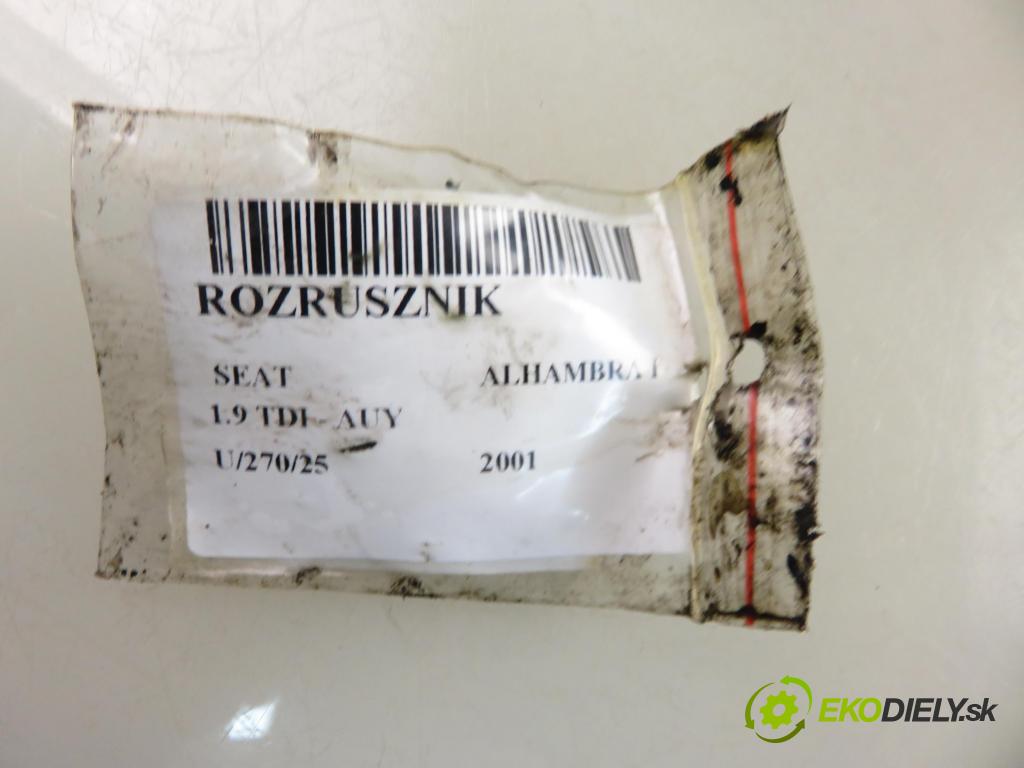 ROZRUSZNIK
SEAT ALHAMBRA I
1.9 TDI - AUY
U/270/25 2001
EKODIELY.sk